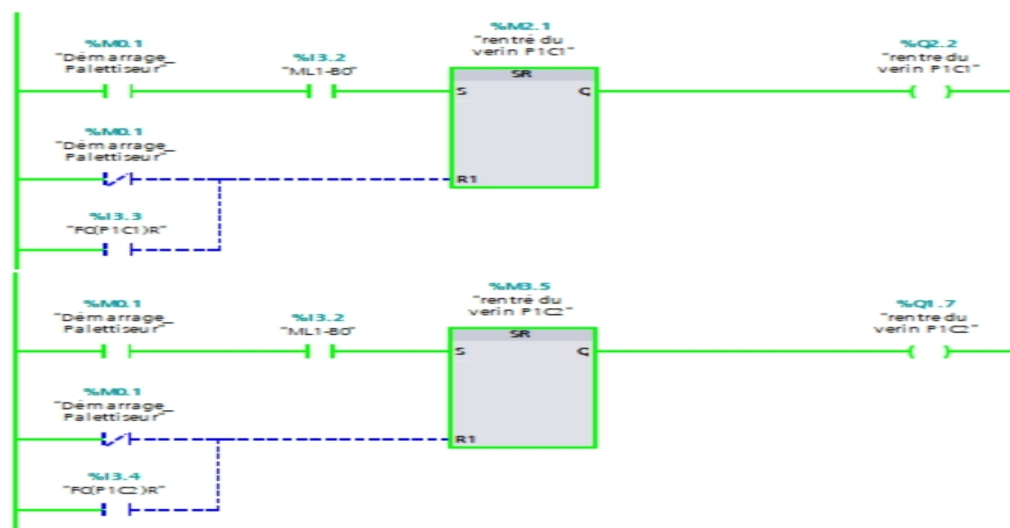 %M2.1
"rentré du
verin P1C1"
%M0.1
"Démarrage_
Palettiseur"
%I3.2
"ML1-B0"
%Q2.2
"rentre du
verin P1C1"
SR
S
Q
%M0.1
"Démarrage_
Palettiseur"
R1
%I3.3
"FC(P1C1)R"
%M3.5
"rentré du
verin P1C2"
%M0.1
"Démarrage_
Palettiseur"
%I3.2
"ML1-B0"
%Q1.7
"rentre du
verin P1C2"
SR
S
Q
%M0.1
"Démarrage_
Palettiseur"
R1
%I3.4
"FC(P1C2)R"